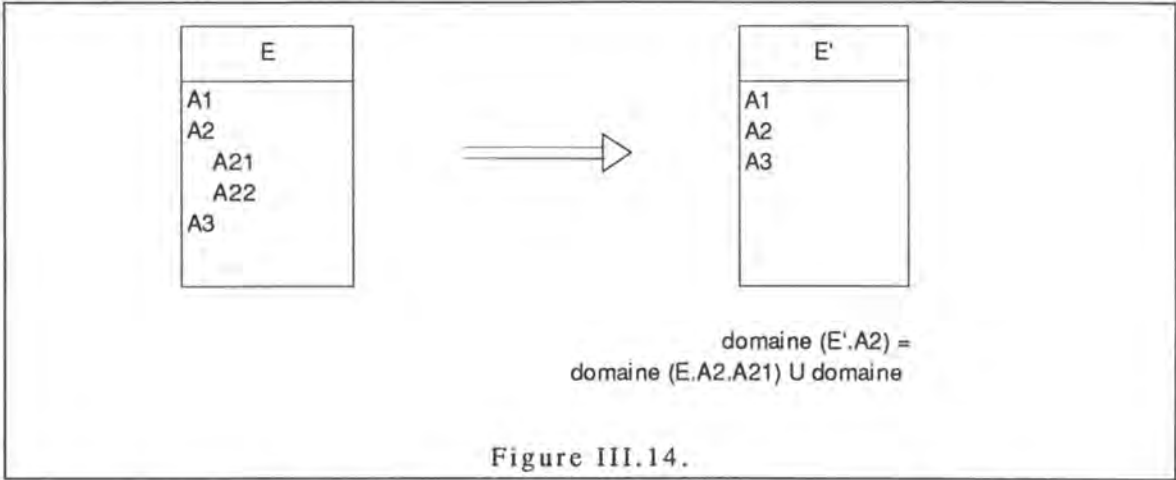 E
A1
A2
A21
A22
A3
E'
A1
A2
A3
domaine (E'.A2) =
domaine (E.A2.A21) U domaine
Figure III.14.